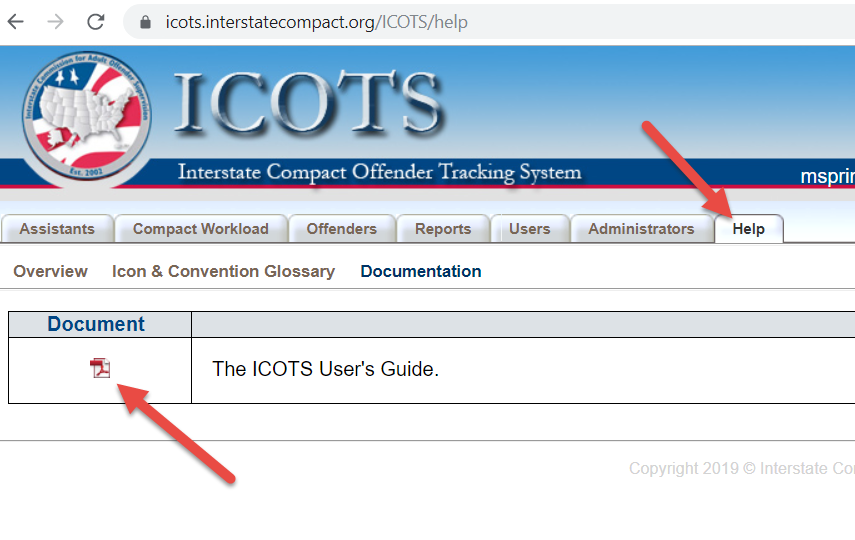 icots.interstatecompact.org/ICOTS/help
Interstate Commission for Adult Offender Supervision
Est. 2002
ICOTS
Interstate Compact Offender Tracking System
msprin
Assistants Compact Workload Offenders Reports Users Administrators Help
Overview Icon & Convention Glossary Documentation
Document
The ICOTS User's Guide.
Copyright 2019 © Interstate Co